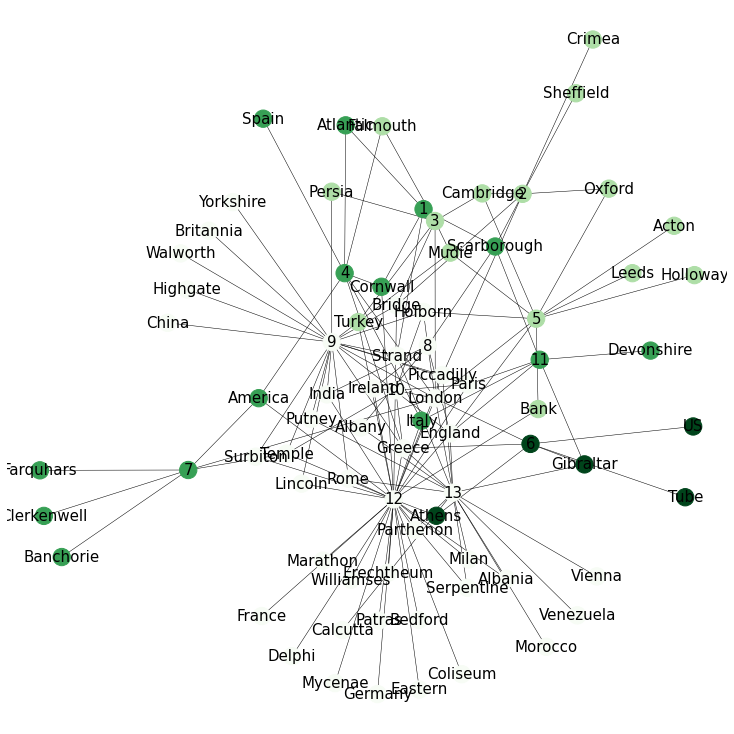 Crimea
Sheffield
Spain
Atlantic
Falmouth
Persia
Cambridge
2
Oxford
Yorkshire
1
3
Acton
Britannia
Scarborough
Walworth
Mudie
4
Leeds
Holloway
Highgate
Cornwall
Bridge
Holborn
China
Turkey
5
9
8
Strand
11
Devonshire
Piccadilly
Paris
America
India
Ireland
10
London
Bank
Putney
Albany
Italy
England
US
Surbiton
Temple
Greece
6
Farquhars
7
Gibraltar
Lincoln
Rome
12
13
Tube
Clerkenwell
Athens
Parthenon
Banchorie
Marathon
Williamses
Erechtheum
Milan
Serpentine
Albania
Vienna
France
Calcutta
Patras
Bedford
Venezuela
Delphi
Morocco
Mycenae
Germany
Eastern
Coliseum